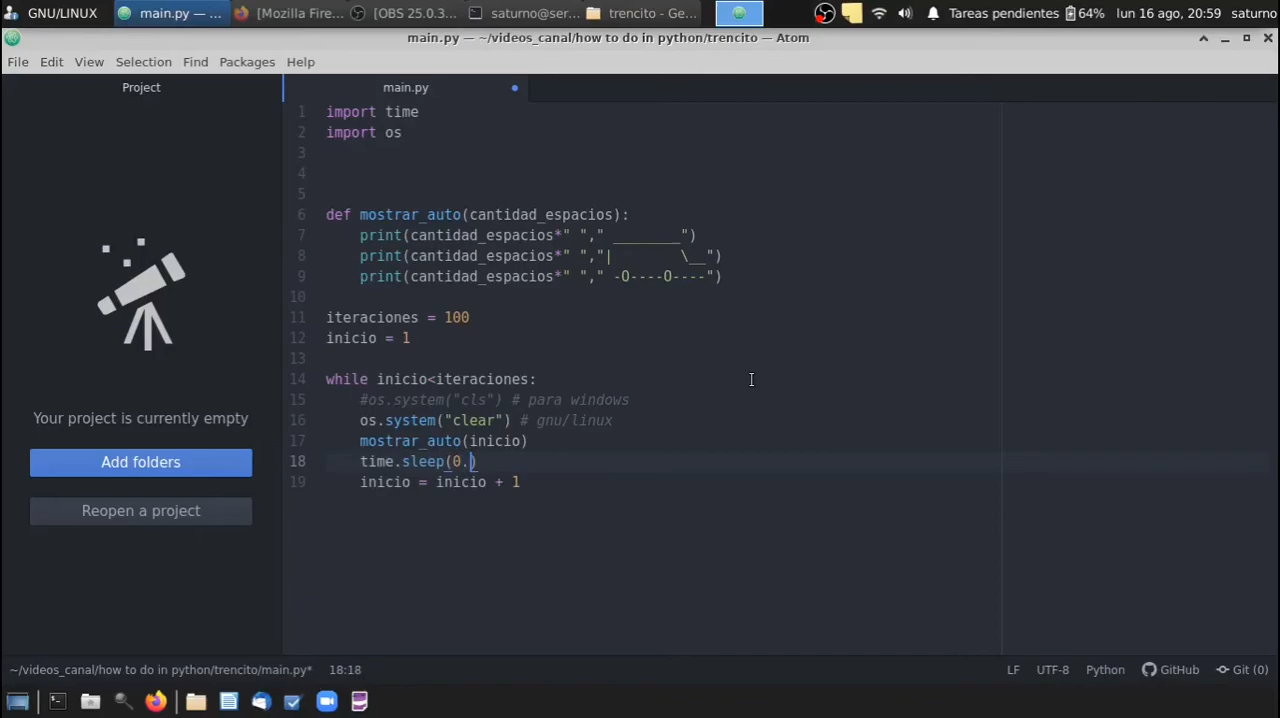 GNU/LINUX main.py — ... [Mozilla Fire... [OBS 25.0.3... saturno@ser... trencito - Ge... Tareas pendientes 64% lun 16 ago, 20:59 saturno
main.py — ~/videos_canal/how to do in python/trencito — Atom
File Edit View Selection Find Packages Help
Project
main.py
1 import time
2 import os
3
4
5
6 def mostrar_auto(cantidad_espacios):
7     print(cantidad_espacios*" "," ________")
8     print(cantidad_espacios*" ","|        \__")
9     print(cantidad_espacios*" "," -O----O----")
10
11 iteraciones = 100
12 inicio = 1
13
14 while inicio<iteraciones:
15     #os.system("cls") # para windows
16     os.system("clear") # gnu/linux
17     mostrar_auto(inicio)
18     time.sleep(0.)
19     inicio = inicio + 1
Your project is currently empty
Add folders
Reopen a project
~/videos_canal/how to do in python/trencito/main.py* 18:18 LF UTF-8 Python GitHub Git (0)